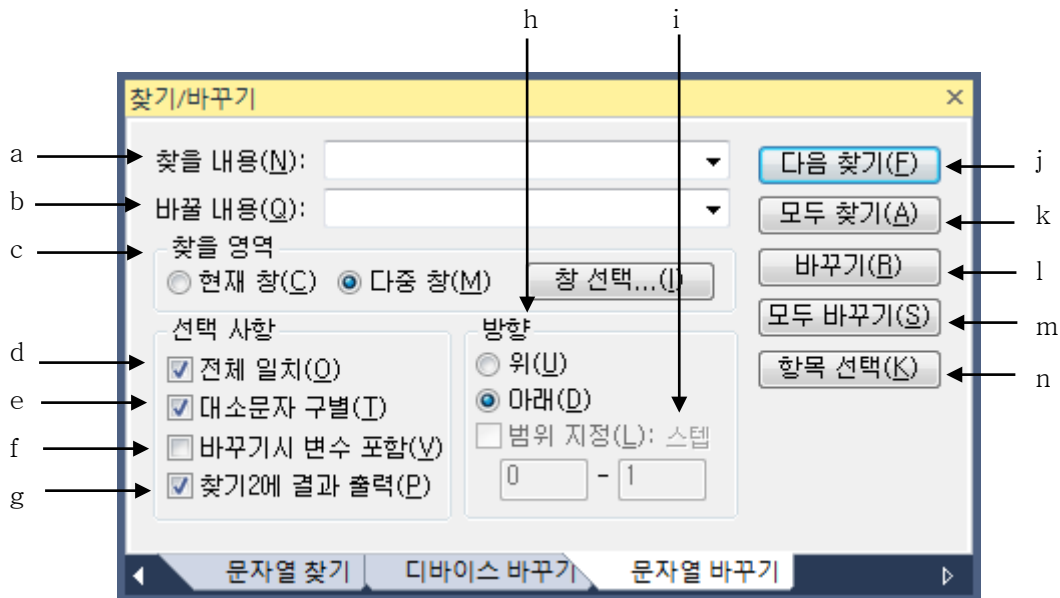 h i
찾기/바꾸기
a 찾을 내용(N): 다음 찾기(F) j
b 바꿀 내용(Q): 모두 찾기(A) k
c 찾을 영역
현재 창(C) 다중 창(M) 창 선택...(I) 바꾸기(R) l
선택 사항 방향 모두 바꾸기(S) m
d 전체 일치(O) 위(U) 항목 선택(K) n
e 대소문자 구별(T) 아래(D)
f 바꾸기시 변수 포함(V) 범위 지정(L): 스텝
g 찾기2에 결과 출력(P) 0 - 1
문자열 찾기 디바이스 바꾸기 문자열 바꾸기